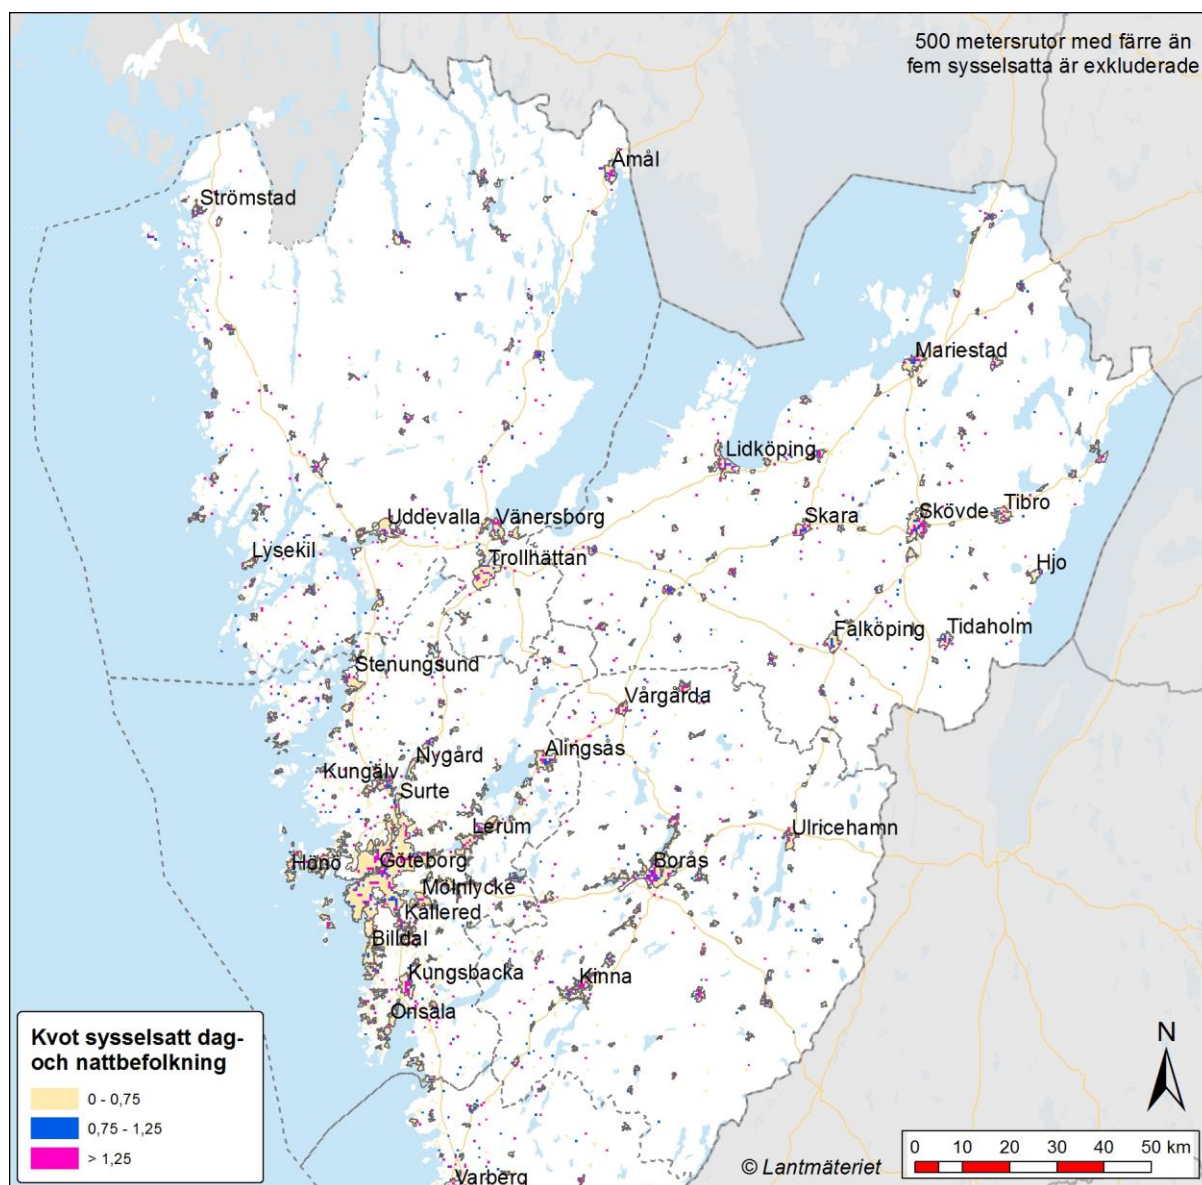 500 metersrutor med färre än
fem sysselsatta är exkluderade
Åmål
Strömstad
Mariestad
Lidköping
Uddevalla
Vänersborg
Skara
Skövde
Tibro
Lysekil
Trollhättan
Hjo
Falköping
Tidaholm
Stenungsund
Vårgårda
Nygård
Alingsås
Kungälv
Surte
Lerum
Ulricehamn
Hönö
Göteborg
Borås
Mölnlycke
Kållered
Billdal
Kungsbacka
Kinna
Onsala
Kvot sysselsatt dag-
och nattbefolkning
0 - 0,75
0,75 - 1,25
> 1,25
N
0 10 20 30 40 50 km
© Lantmäteriet
Varberg